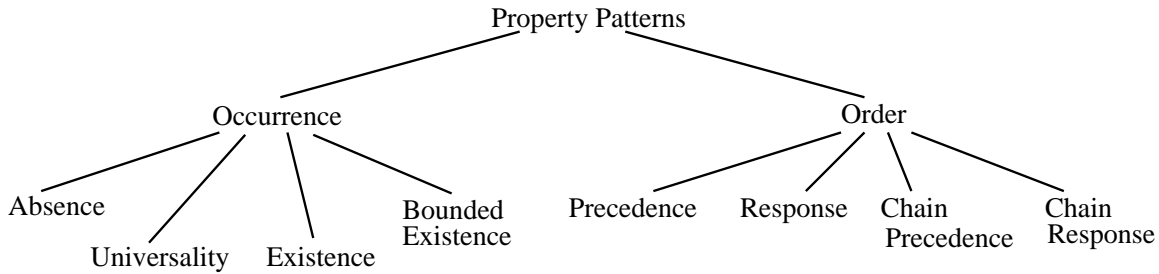 Property Patterns
Occurrence
Order
Absence
Universality
Existence
Bounded
Existence
Precedence
Response
Chain
Precedence
Chain
Response